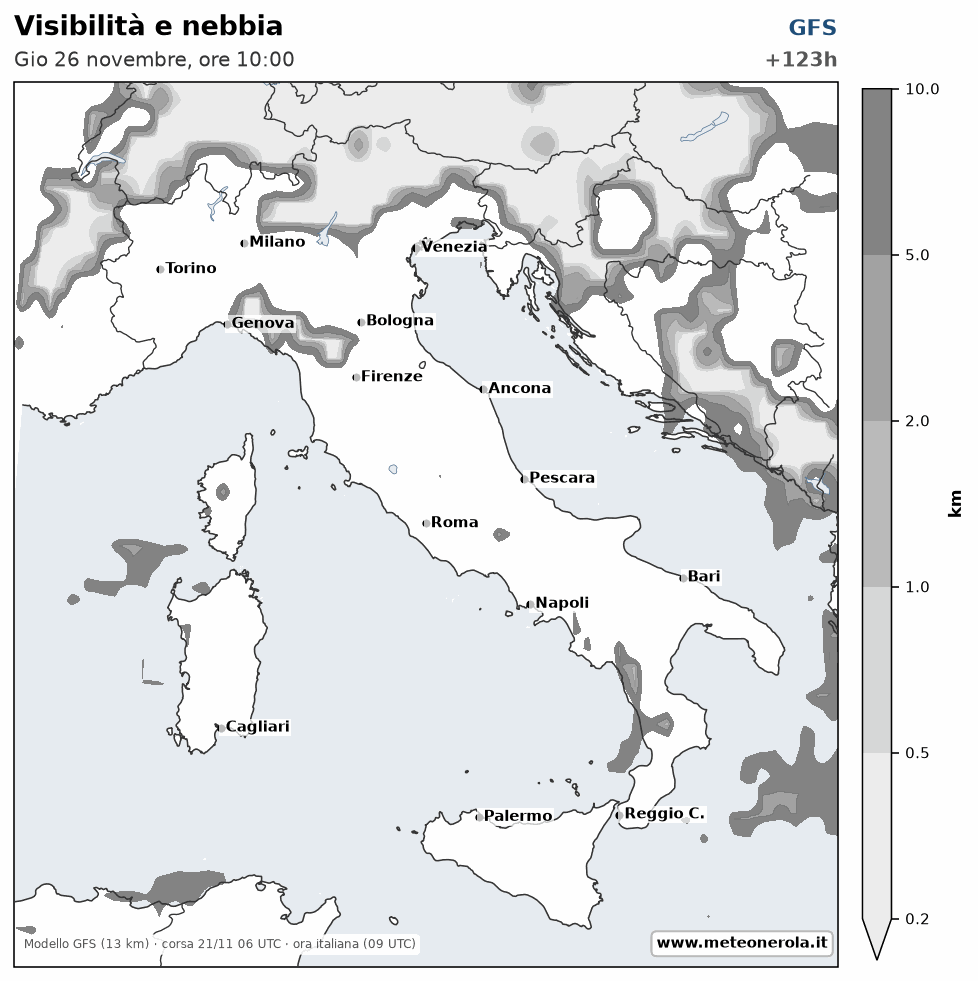 Visibilità e nebbia
GFS
Gio 26 novembre, ore 10:00
+123h
10.0
5.0
2.0
1.0
0.5
0.2
km
Milano
Venezia
Torino
Genova
Bologna
Firenze
Ancona
Pescara
Roma
Bari
Napoli
Cagliari
Palermo
Reggio C.
Modello GFS (13 km) · corsa 21/11 06 UTC · ora italiana (09 UTC)
www.meteonerola.it